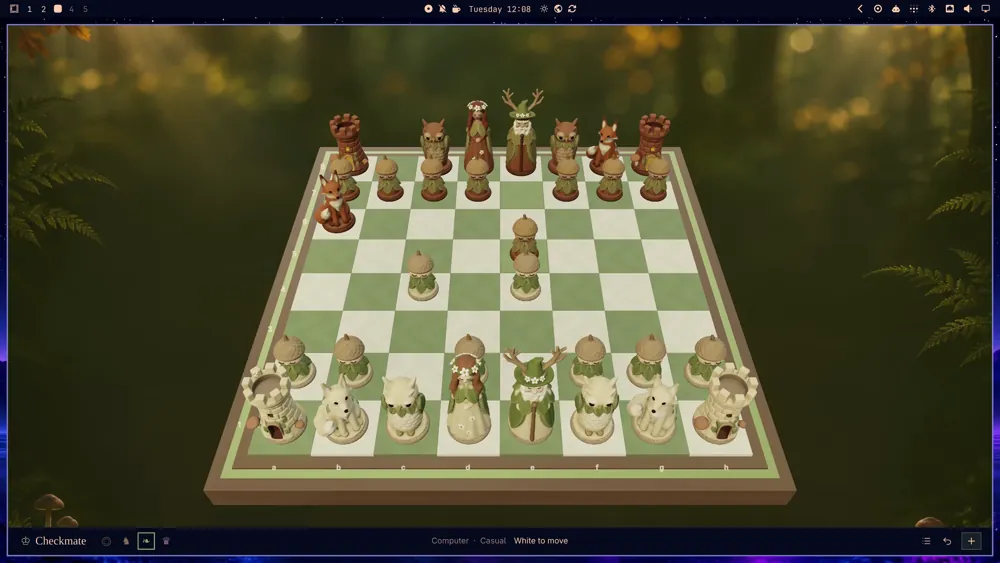 1 2 4 5
Tuesday 12:08
a b c d e f g h
Checkmate
Computer · Casual White to move